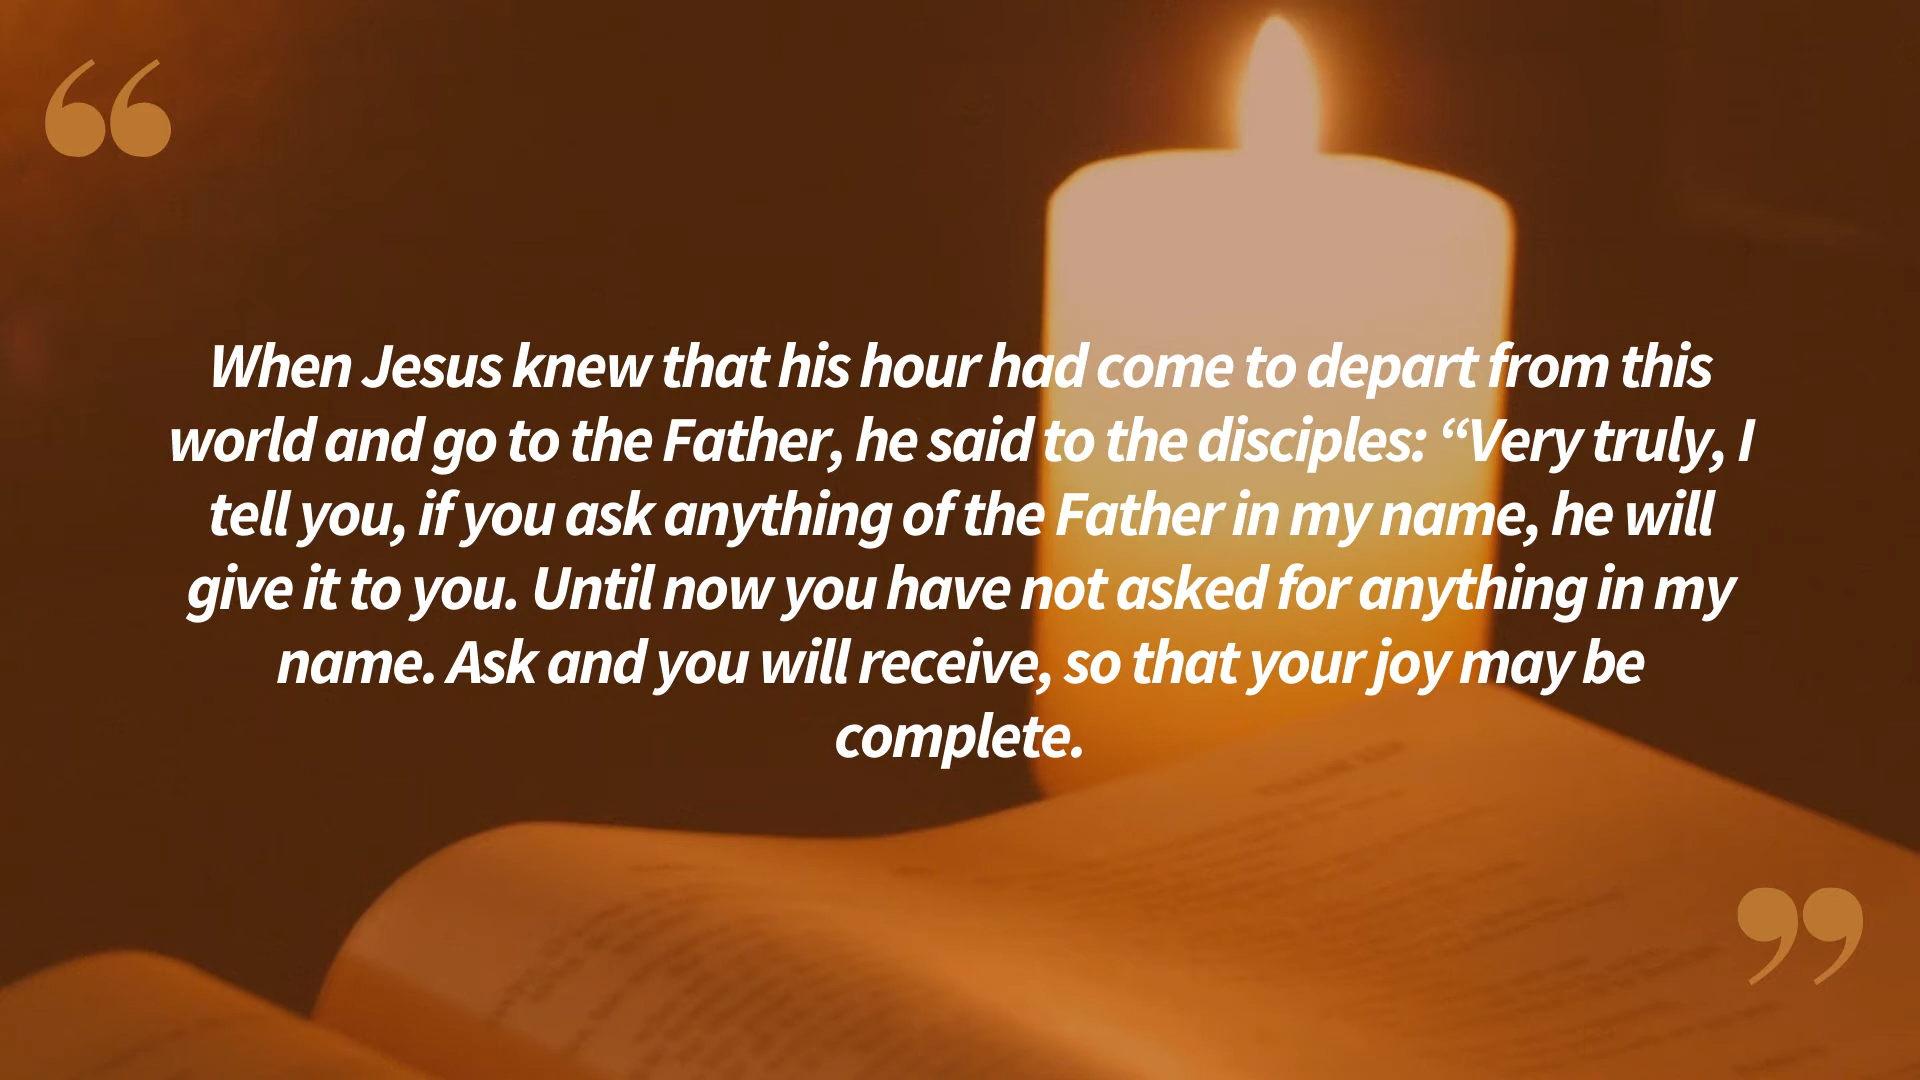 “
When Jesus knew that his hour had come to depart from this
world and go to the Father, he said to the disciples: “Very truly, I
tell you, if you ask anything of the Father in my name, he will
give it to you. Until now you have not asked for anything in my
name. Ask and you will receive, so that your joy may be
complete.
”